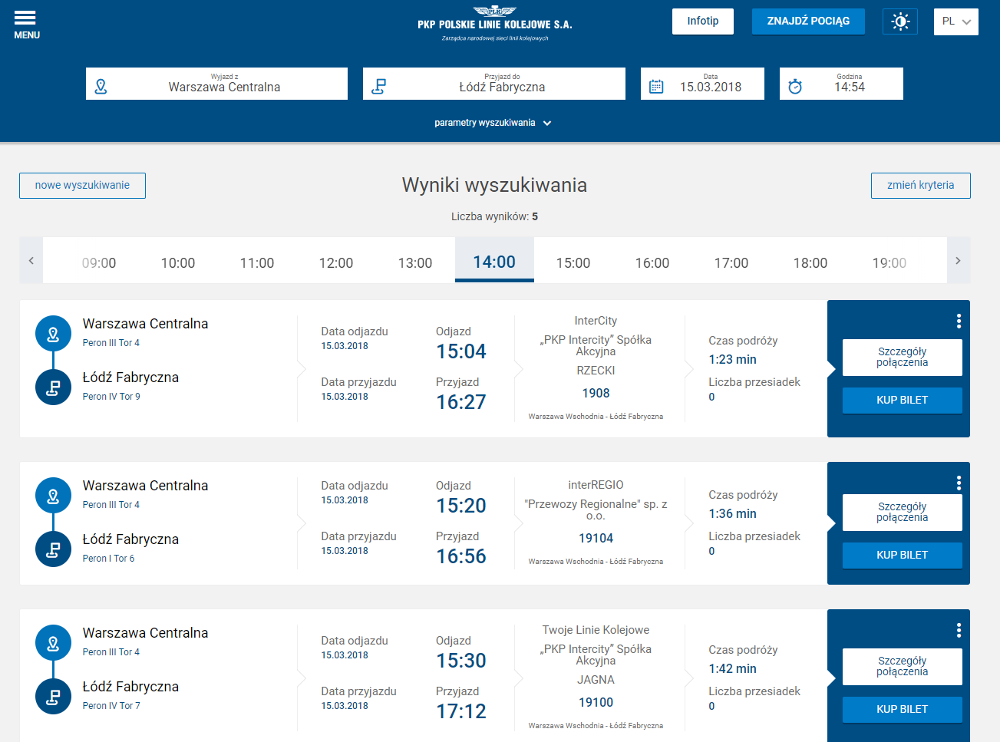 MENU
PLK
PKP POLSKIE LINIE KOLEJOWE S.A.
Zarządca narodowej sieci linii kolejowych
Infotip
ZNAJDŹ POCIĄG
PL
Wyjazd z
Warszawa Centralna
Przyjazd do
Łódź Fabryczna
Data
15.03.2018
Godzina
14:54
parametry wyszukiwania
nowe wyszukiwanie
Wyniki wyszukiwania
zmień kryteria
Liczba wyników: 5
09:00 10:00 11:00 12:00 13:00 14:00 15:00 16:00 17:00 18:00 19:00
Warszawa Centralna
Peron III Tor 4
Łódź Fabryczna
Peron IV Tor 9
Data odjazdu
15.03.2018
Odjazd
15:04
Data przyjazdu
15.03.2018
Przyjazd
16:27
InterCity
„PKP Intercity” Spółka
Akcyjna
RZECKI
1908
Warszawa Wschodnia - Łódź Fabryczna
Czas podróży
1:23 min
Liczba przesiadek
0
Szczegóły
połączenia
KUP BILET
Warszawa Centralna
Peron III Tor 4
Łódź Fabryczna
Peron I Tor 6
Data odjazdu
15.03.2018
Odjazd
15:20
Data przyjazdu
15.03.2018
Przyjazd
16:56
interREGIO
"Przewozy Regionalne" sp. z
o.o.
19104
Warszawa Wschodnia - Łódź Fabryczna
Czas podróży
1:36 min
Liczba przesiadek
0
Szczegóły
połączenia
KUP BILET
Warszawa Centralna
Peron III Tor 4
Łódź Fabryczna
Peron IV Tor 7
Data odjazdu
15.03.2018
Odjazd
15:30
Data przyjazdu
15.03.2018
Przyjazd
17:12
Twoje Linie Kolejowe
„PKP Intercity” Spółka
Akcyjna
JAGNA
19100
Warszawa Wschodnia - Łódź Fabryczna
Czas podróży
1:42 min
Liczba przesiadek
0
Szczegóły
połączenia
KUP BILET